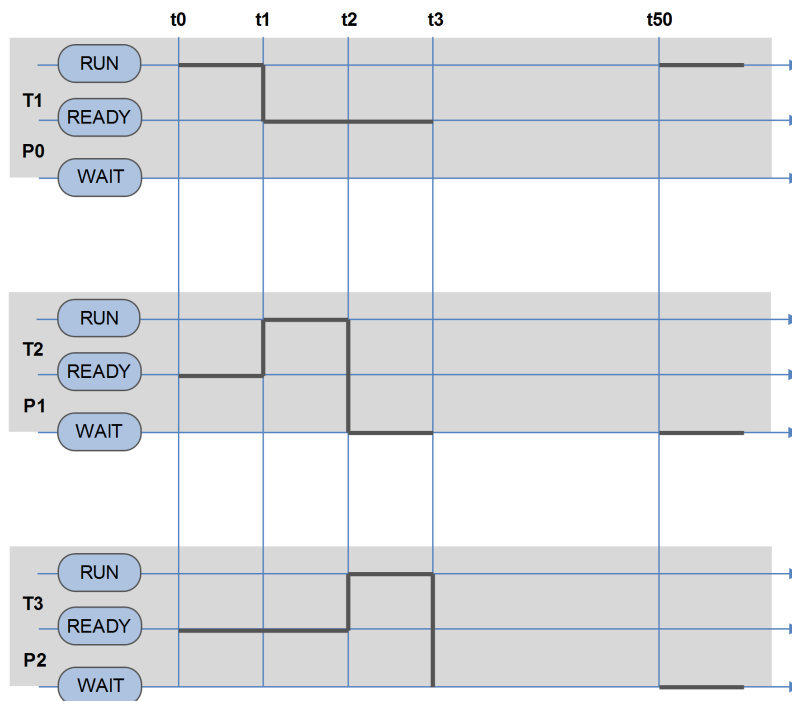 t0 t1 t2 t3 t50
RUN
T1
READY
P0
WAIT
RUN
T2
READY
P1
WAIT
RUN
T3
READY
P2
WAIT